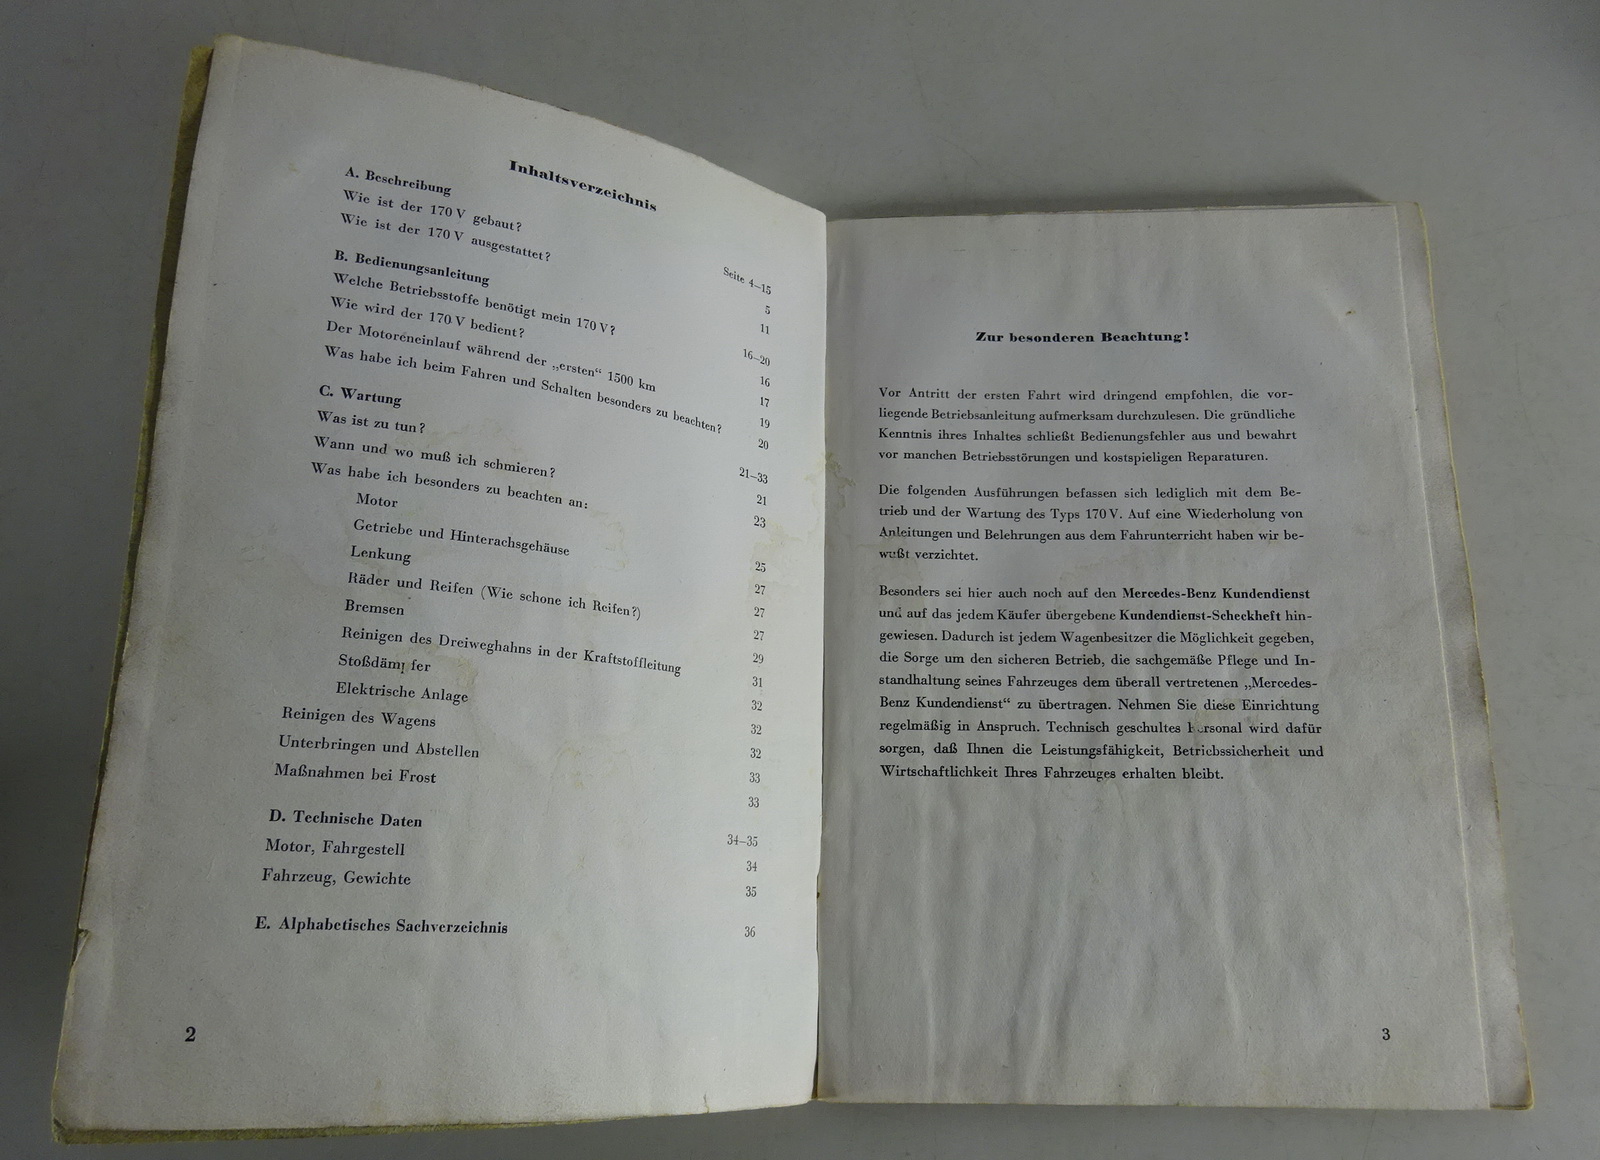 Inhaltsverzeichnis
A. Beschreibung Seite 4–15
Wie ist der 170 V gebaut? 5
Wie ist der 170 V ausgestattet? 11
B. Bedienungsanleitung 16–20
Welche Betriebsstoffe benötigt mein 170 V? 16
Wie wird der 170 V bedient? 17
Der Motoreneinlauf während der „ersten“ 1500 km 19
Was habe ich beim Fahren und Schalten besonders zu beachten? 20
C. Wartung 21–33
Was ist zu tun? 21
Wann und wo muß ich schmieren? 23
Was habe ich besonders zu beachten an:
Motor 25
Getriebe und Hinterachsgehäuse 27
Lenkung 27
Räder und Reifen (Wie schone ich Reifen?) 27
Bremsen 29
Reinigen des Dreiweghahns in der Kraftstoffleitung 31
Stoßdämpfer 32
Elektrische Anlage 32
Reinigen des Wagens 32
Unterbringen und Abstellen 33
Maßnahmen bei Frost 33
D. Technische Daten 34–35
Motor, Fahrgestell 34
Fahrzeug, Gewichte 35
E. Alphabetisches Sachverzeichnis 36
2
Zur besonderen Beachtung!
Vor Antritt der ersten Fahrt wird dringend empfohlen, die vor-
liegende Betriebsanleitung aufmerksam durchzulesen. Die gründliche
Kenntnis ihres Inhaltes schließt Bedienungsfehler aus und bewahrt
vor manchen Betriebsstörungen und kostspieligen Reparaturen.
Die folgenden Ausführungen befassen sich lediglich mit dem Be-
trieb und der Wartung des Typs 170 V. Auf eine Wiederholung von
Anleitungen und Belehrungen aus dem Fahrunterricht haben wir be-
wußt verzichtet.
Besonders sei hier auch noch auf den Mercedes-Benz Kundendienst
und auf das jedem Käufer übergebene Kundendienst-Scheckheft hin-
gewiesen. Dadurch ist jedem Wagenbesitzer die Möglichkeit gegeben,
die Sorge um den sicheren Betrieb, die sachgemäße Pflege und In-
standhaltung seines Fahrzeuges dem überall vertretenen „Mercedes-
Benz Kundendienst“ zu übertragen. Nehmen Sie diese Einrichtung
regelmäßig in Anspruch. Technisch geschultes Personal wird dafür
sorgen, daß Ihnen die Leistungsfähigkeit, Betriebssicherheit und
Wirtschaftlichkeit Ihres Fahrzeuges erhalten bleibt.
3